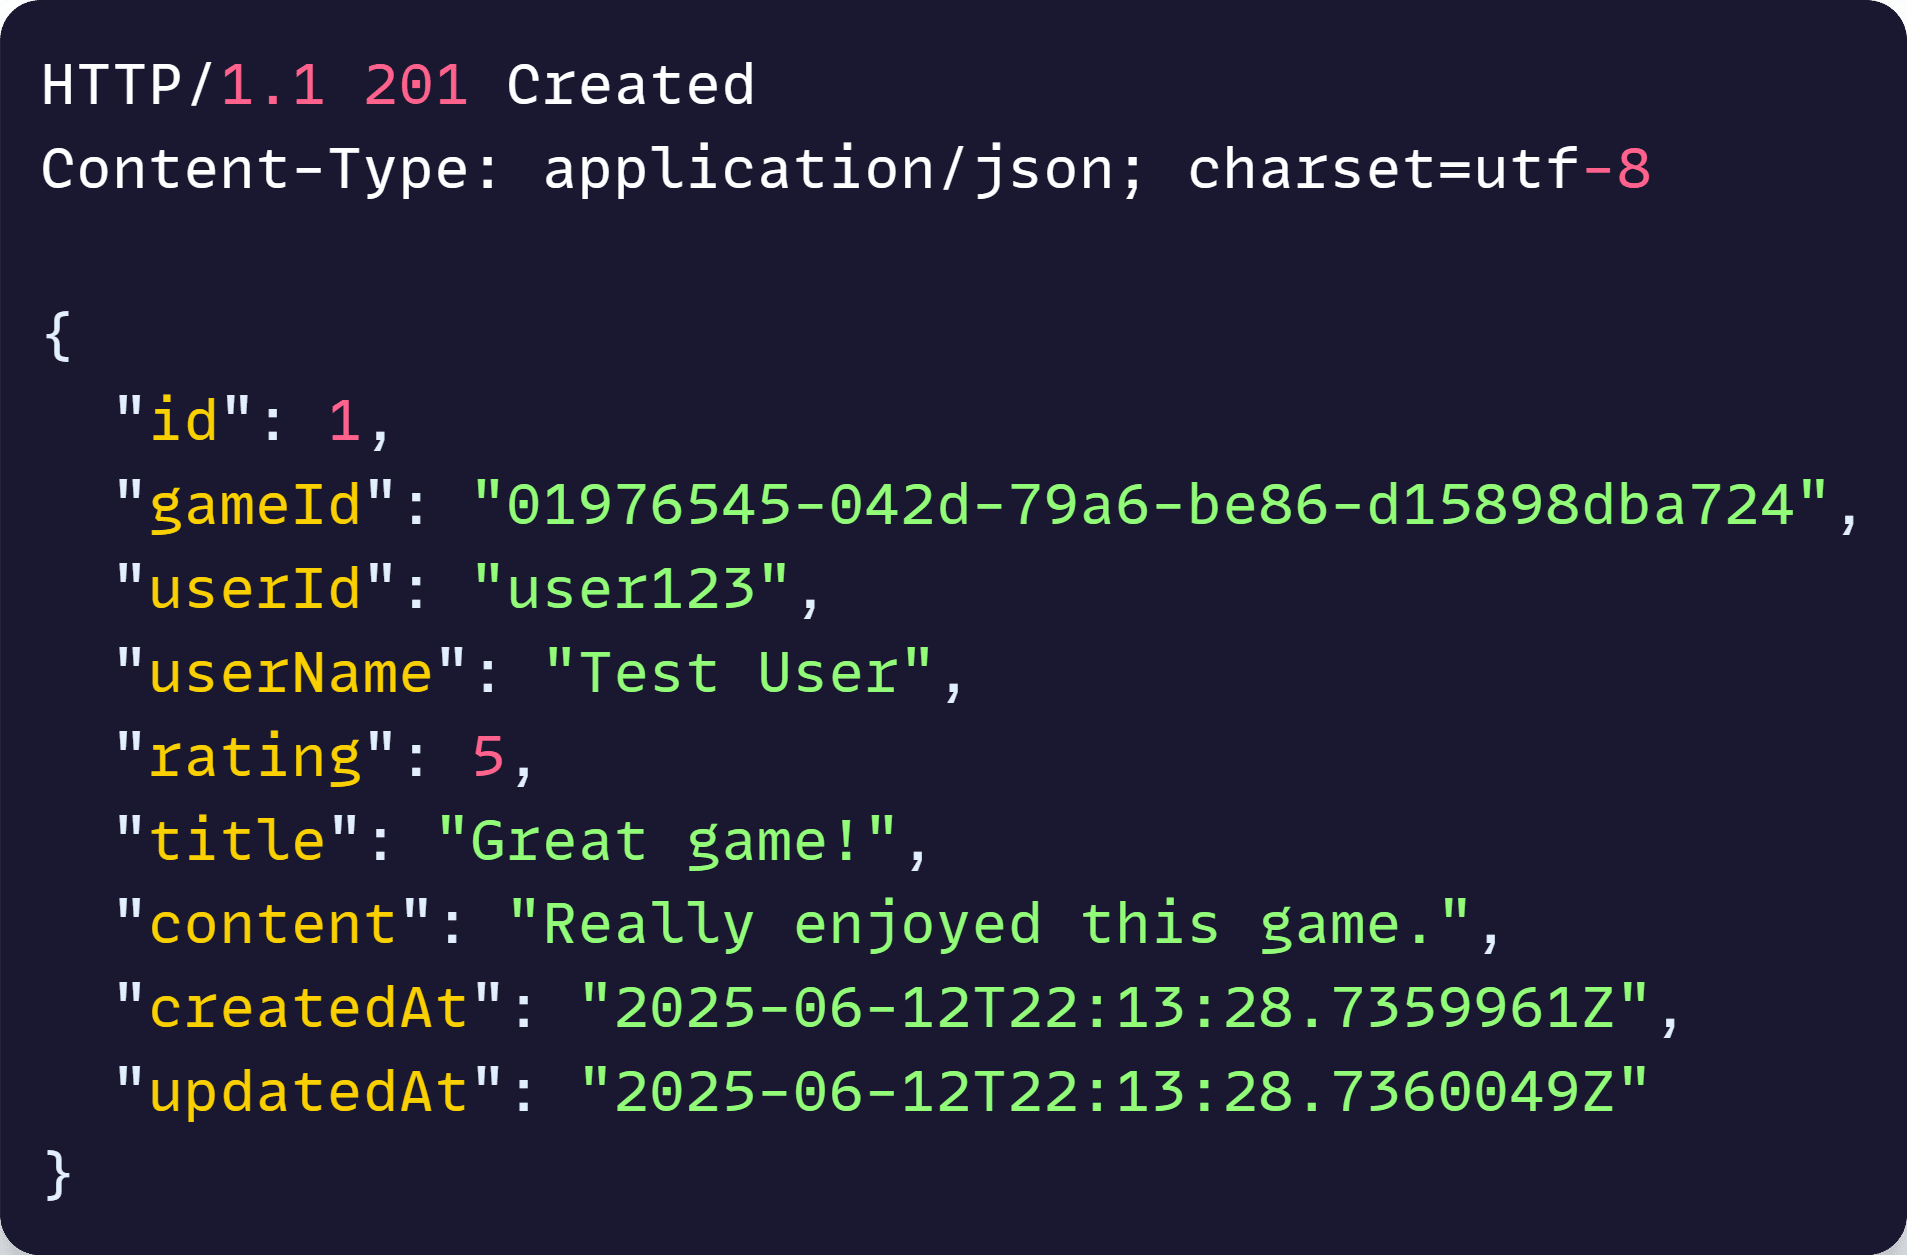 HTTP/1.1 201 Created
Content-Type: application/json; charset=utf-8

{
  "id": 1,
  "gameId": "01976545-042d-79a6-be86-d15898dba724",
  "userId": "user123",
  "userName": "Test User",
  "rating": 5,
  "title": "Great game!",
  "content": "Really enjoyed this game.",
  "createdAt": "2025-06-12T22:13:28.7359961Z",
  "updatedAt": "2025-06-12T22:13:28.7360049Z"
}